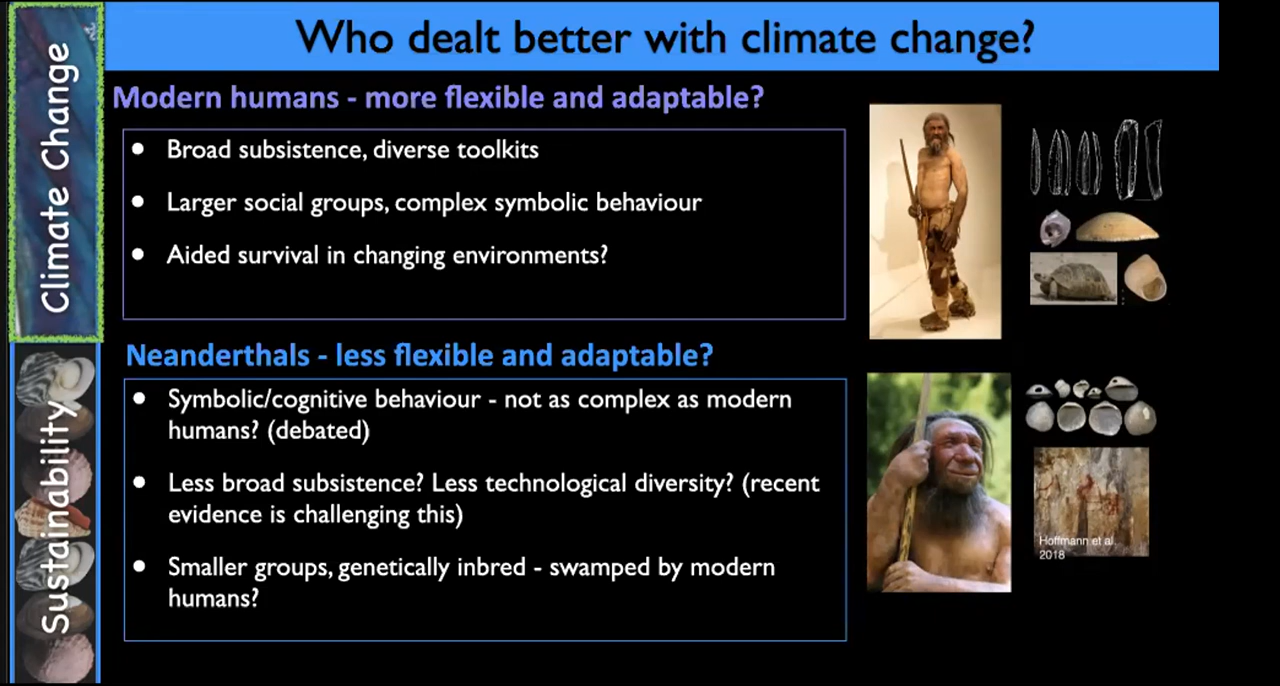 Who dealt better with climate change?
Climate Change
Sustainability
Modern humans - more flexible and adaptable?
● Broad subsistence, diverse toolkits
● Larger social groups, complex symbolic behaviour
● Aided survival in changing environments?
Neanderthals - less flexible and adaptable?
● Symbolic/cognitive behaviour - not as complex as modern
humans? (debated)
● Less broad subsistence? Less technological diversity? (recent
evidence is challenging this)
● Smaller groups, genetically inbred - swamped by modern
humans?
Hoffmann et al.
2018